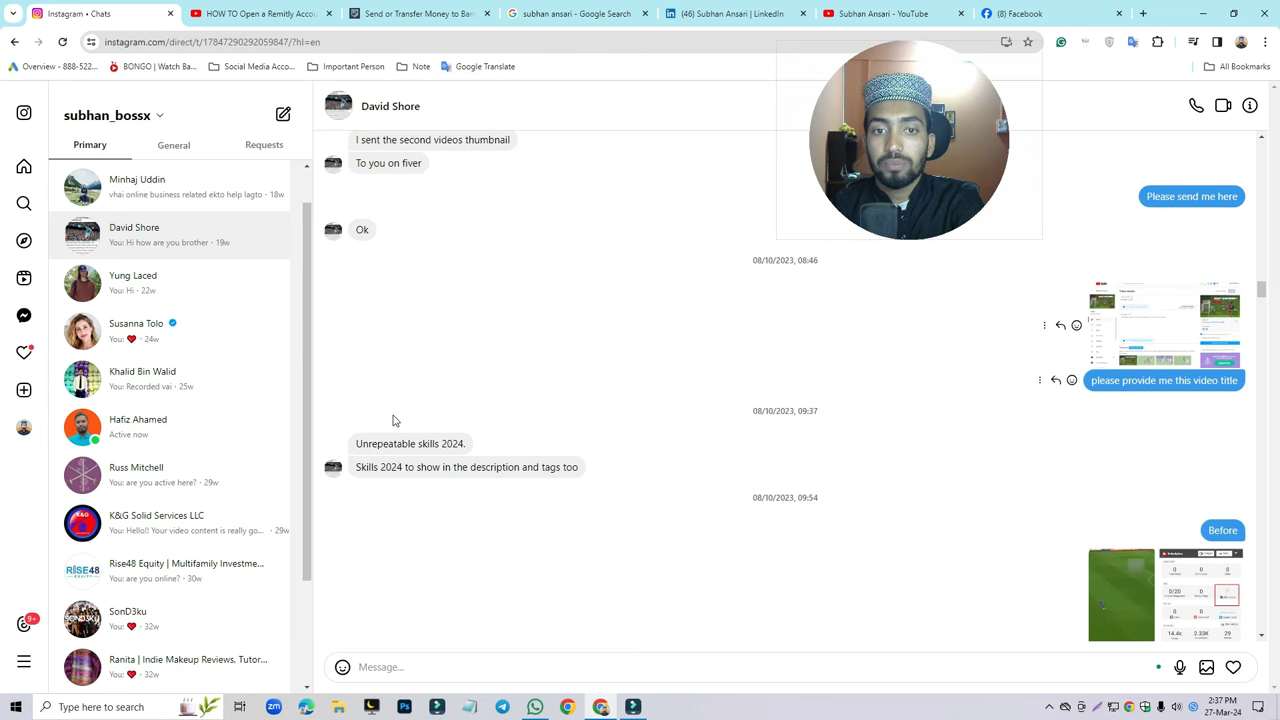 Instagram • Chats
HOW TO Open a Remitly Accou
Send or Transfer Money to Ban
subhan ansari - Google Search
(46) Subhan Ansari | LinkedIn
Subhan Ansari - YouTube
(8) Facebook
instagram.com/direct/t/17847290292059847/?hl=en
Overview - 888-522...
BONGO | Watch Ba...
Social Media Acco...
Important Person
Note
Google Translate
All Bookmarks
subhan_bossx
Primary
General
Requests
Minhaj Uddin
vhai online business related ekto help lagto · 18w
David Shore
You: Hi how are you brother · 19w
Yung Laced
You: Hi · 22w
Susanna Tolo
You: ❤ · 24w
Khalid Bin Walid
You: Recorded vai · 25w
Hafiz Ahamed
Active now
Russ Mitchell
You: are you active here? · 29w
K&G Solid Services LLC
You: Hello!! Your video content is really go... · 29w
Rise48 Equity | Multifamily Investme...
You: are you online? · 30w
SonD3ku
You: ❤ · 32w
Ranita | Indie Makeup Reviews, Tutor...
You: ❤ · 32w
9+
David Shore
I sent the second videos thumbnail
To you on fiver
Please send me here
Ok
08/10/2023, 08:46
please provide me this video title
08/10/2023, 09:37
Unrepeatable skills 2024.
Skills 2024 to show in the description and tags too
08/10/2023, 09:54
Before
0/20
14.4k
2.33K
29
Message...
Type here to search
2:37 PM
27-Mar-24